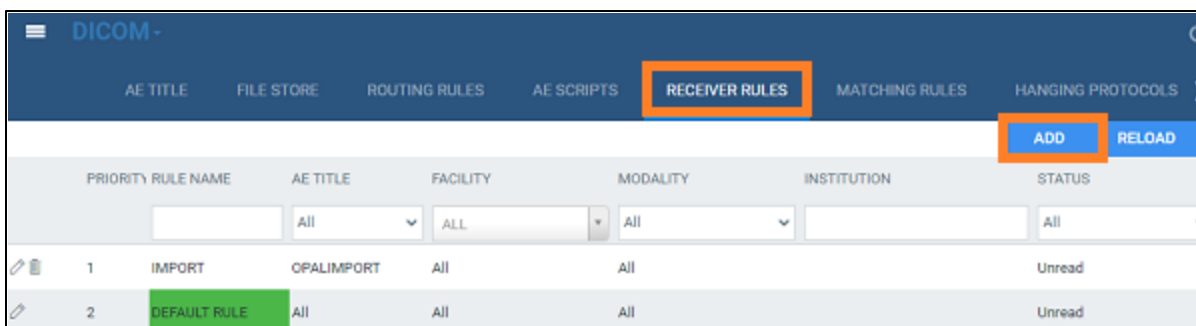 DICOM
AE TITLE FILE STORE ROUTING RULES AE SCRIPTS RECEIVER RULES MATCHING RULES HANGING PROTOCOLS
ADD RELOAD
PRIORITY RULE NAME AE TITLE FACILITY MODALITY INSTITUTION STATUS
All ALL All All
1 IMPORT OPALIMPORT All All Unread
2 DEFAULT RULE All All All Unread